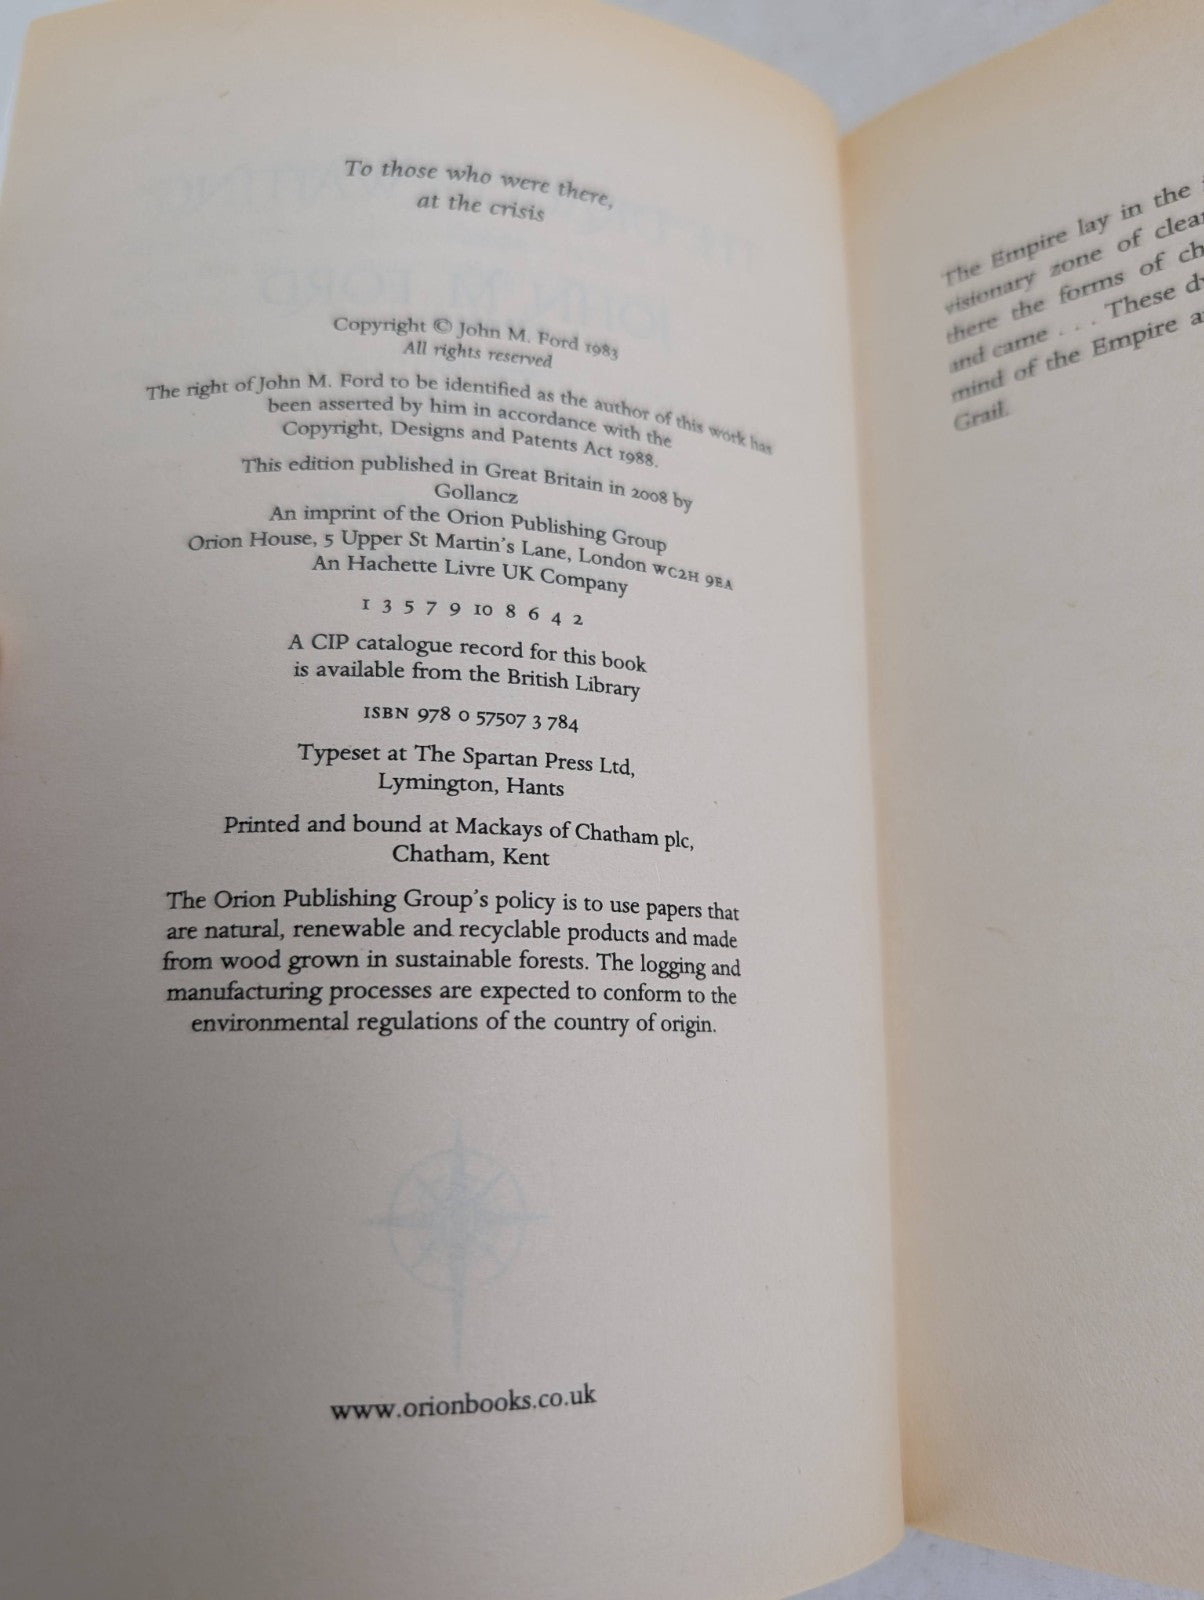 To those who were there,
at the crisis
Copyright © John M. Ford 1983
All rights reserved
The right of John M. Ford to be identified as the author of this work has
been asserted by him in accordance with the
Copyright, Designs and Patents Act 1988.
This edition published in Great Britain in 2008 by
Gollancz
An imprint of the Orion Publishing Group
Orion House, 5 Upper St Martin's Lane, London WC2H 9EA
An Hachette Livre UK Company
1 3 5 7 9 10 8 6 4 2
A CIP catalogue record for this book
is available from the British Library
ISBN 978 0 57507 3 784
Typeset at The Spartan Press Ltd,
Lymington, Hants
Printed and bound at Mackays of Chatham plc,
Chatham, Kent
The Orion Publishing Group's policy is to use papers that
are natural, renewable and recyclable products and made
from wood grown in sustainable forests. The logging and
manufacturing processes are expected to conform to the
environmental regulations of the country of origin.
www.orionbooks.co.uk
The Empire lay in the
visionary zone of
there the forms of
and came . . . These
mind of the Empire
Grail.